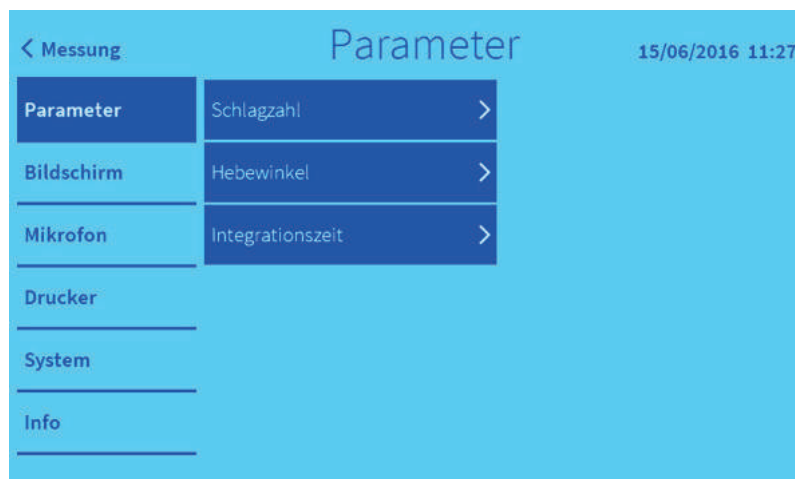 < Messung
Parameter
15/06/2016 11:27
Parameter
Bildschirm
Mikrofon
Drucker
System
Info
Schlagzahl
Hebewinkel
Integrationszeit